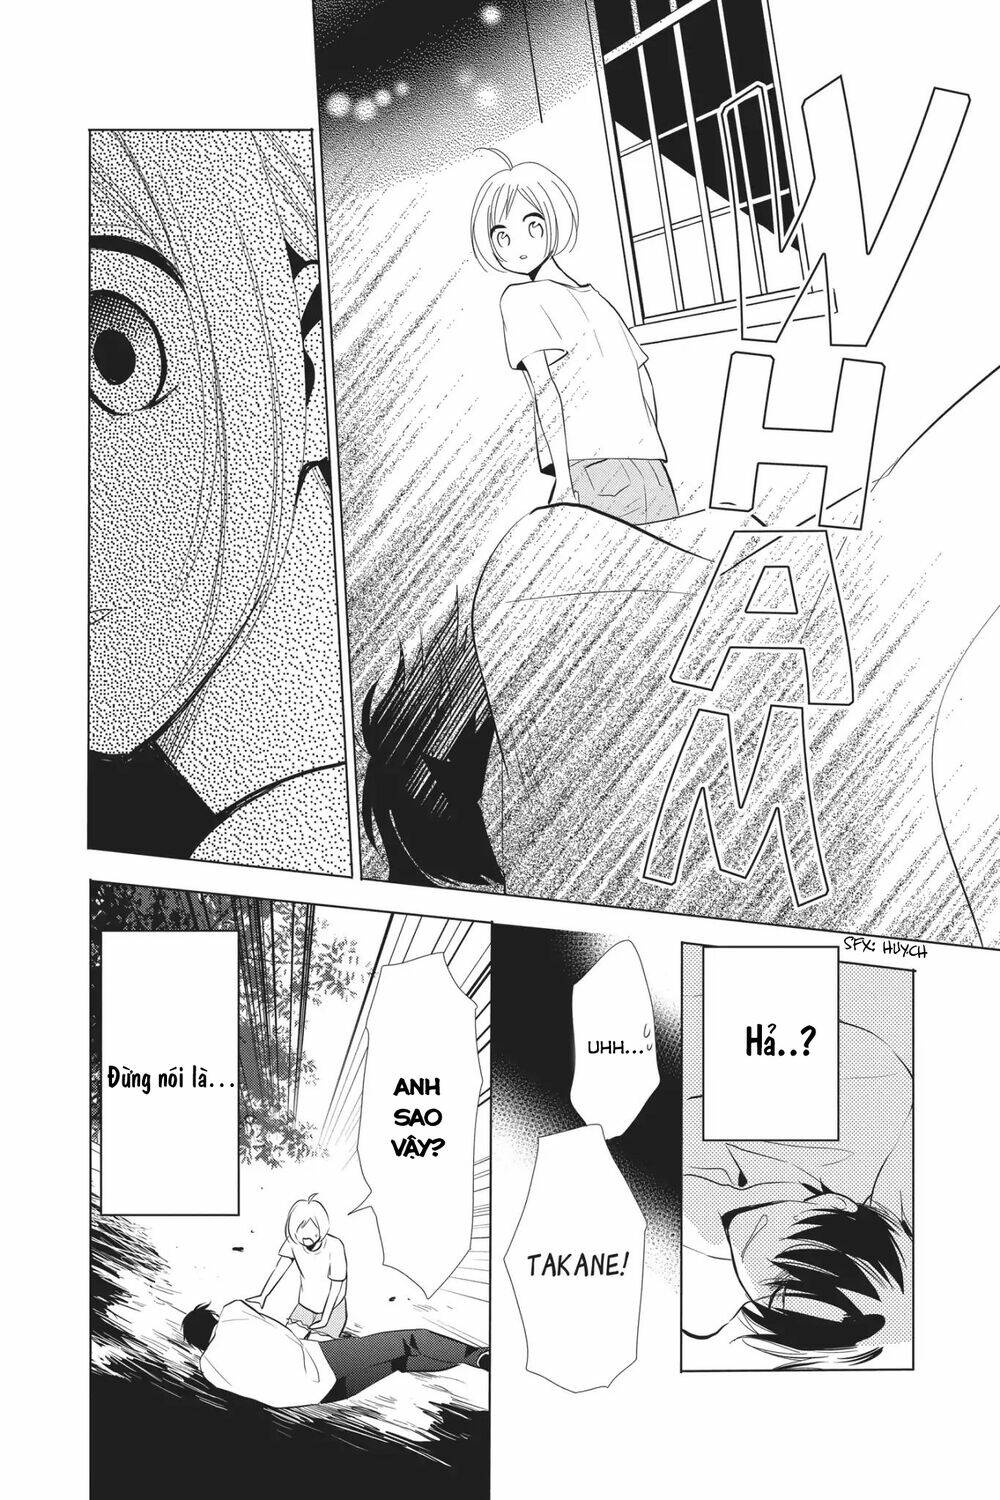 WHAM
SFX: HUỴCH
Hả..?
UHH...
TAKANE!
ANH
SAO
VẬY?
Đừng nói là...